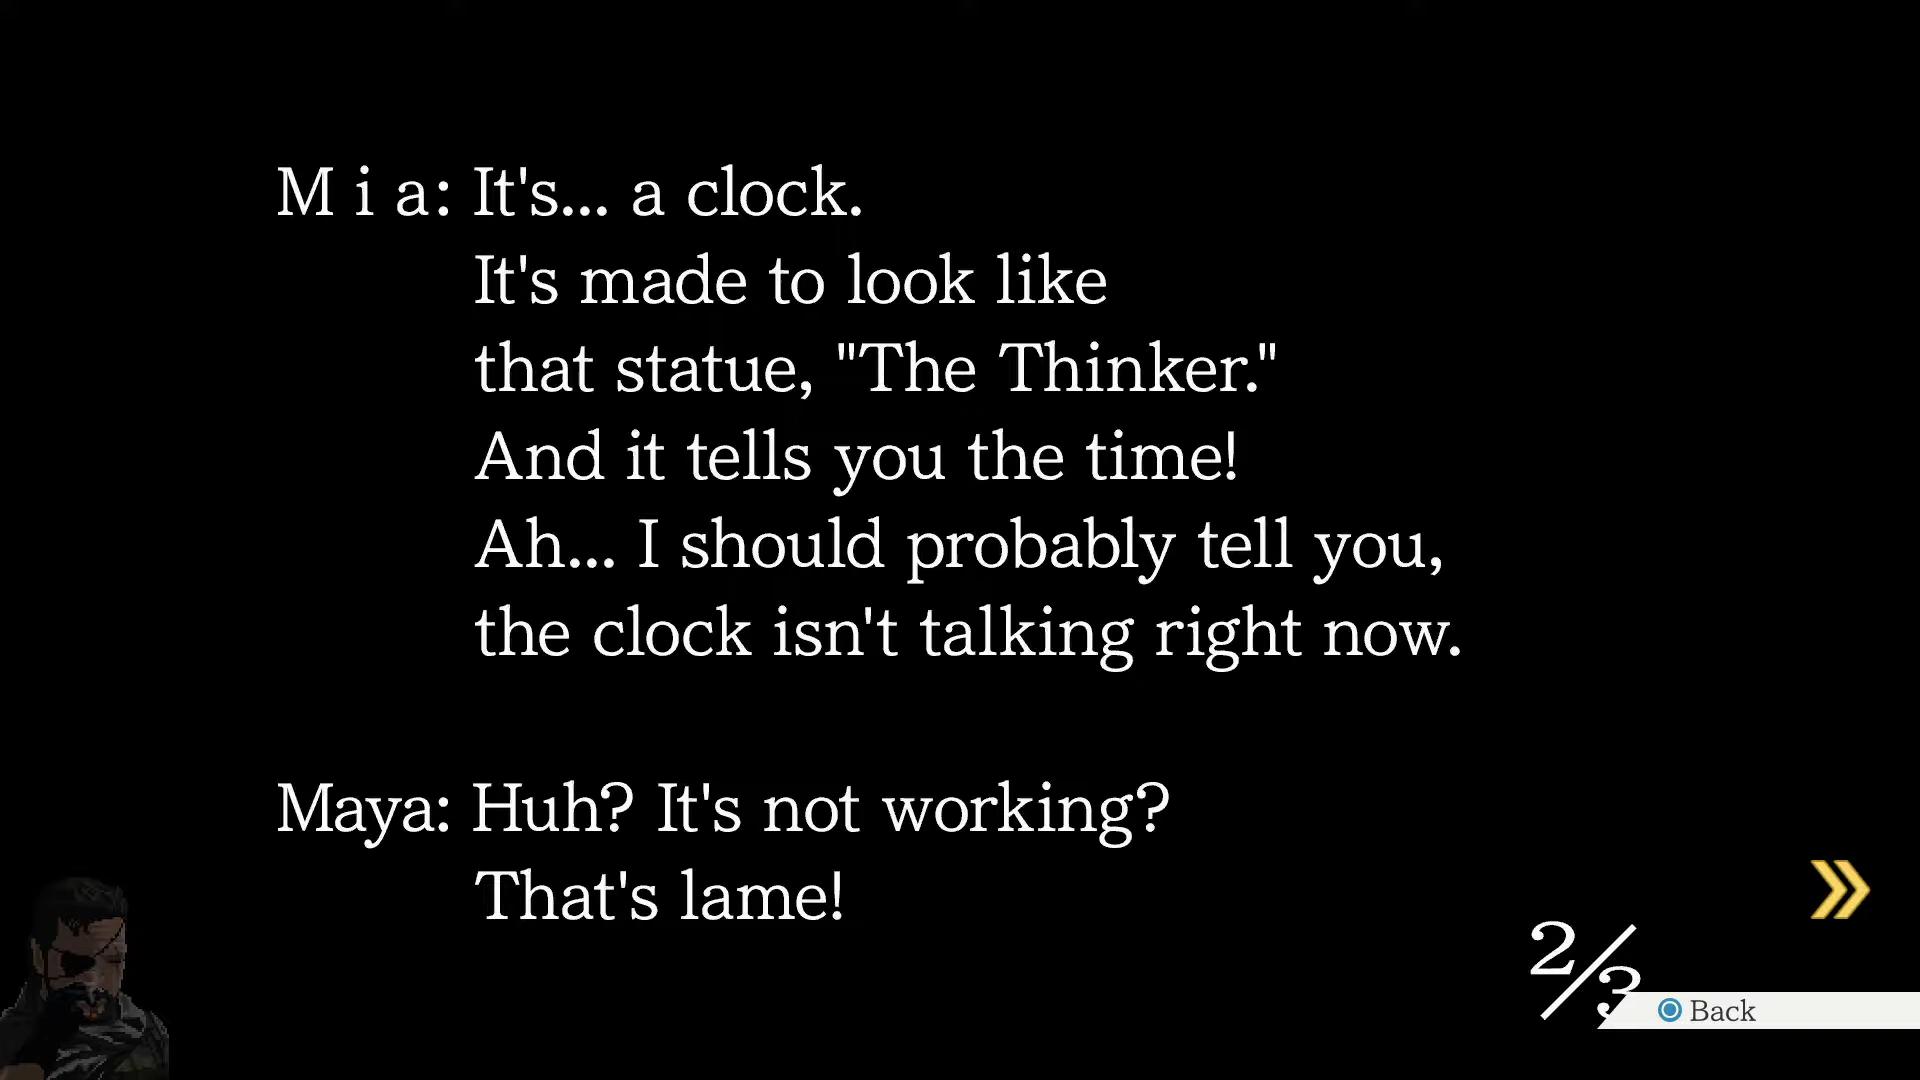 M i a: It's... a clock.
It's made to look like
that statue, "The Thinker."
And it tells you the time!
Ah... I should probably tell you,
the clock isn't talking right now.
Maya: Huh? It's not working?
That's lame!
2/3
Back